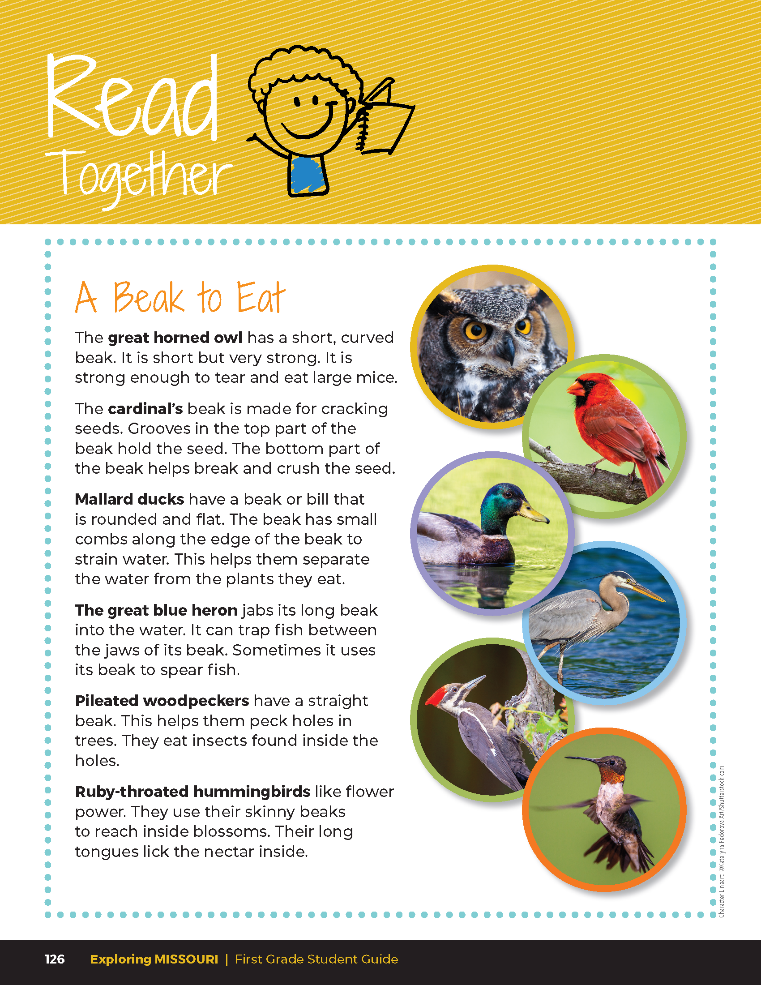 Read
Together
A Beak to Eat
The great horned owl has a short, curved
beak. It is short but very strong. It is
strong enough to tear and eat large mice.
The cardinal's beak is made for cracking
seeds. Grooves in the top part of the
beak hold the seed. The bottom part of
the beak helps break and crush the seed.
Mallard ducks have a beak or bill that
is rounded and flat. The beak has small
combs along the edge of the beak to
strain water. This helps them separate
the water from the plants they eat.
The great blue heron jabs its long beak
into the water. It can trap fish between
the jaws of its beak. Sometimes it uses
its beak to spear fish.
Pileated woodpeckers have a straight
beak. This helps them peck holes in
trees. They eat insects found inside the
holes.
Ruby-throated hummingbirds like flower
power. They use their skinny beaks
to reach inside blossoms. Their long
tongues lick the nectar inside.
126 Exploring MISSOURI | First Grade Student Guide